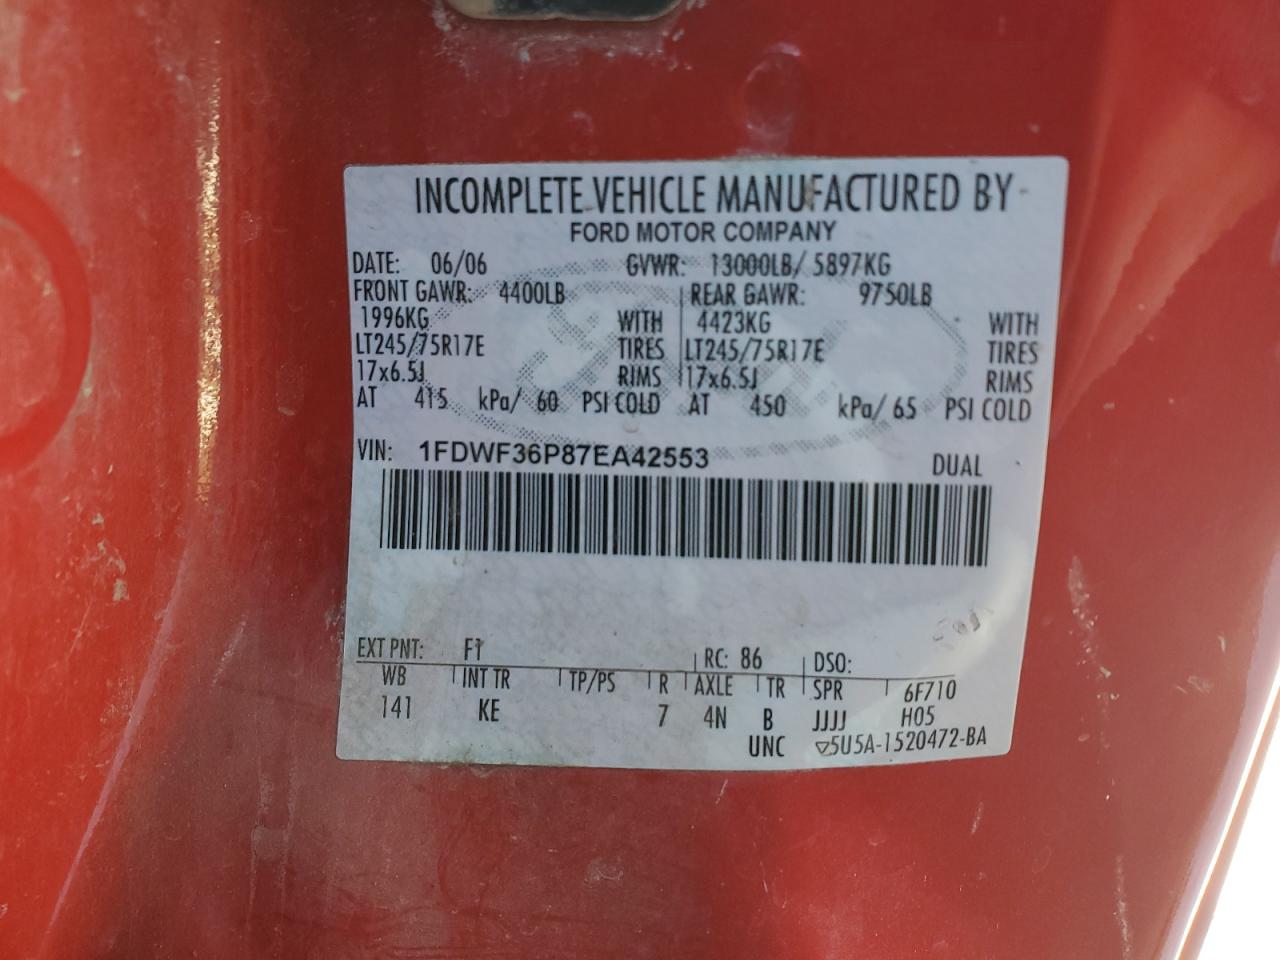 INCOMPLETE VEHICLE MANUFACTURED BY
FORD MOTOR COMPANY
DATE: 06/06 GVWR: 13000LB/ 5897KG
FRONT GAWR: 4400LB REAR GAWR: 9750LB
1996KG WITH 4423KG WITH
LT245/75R17E TIRES LT245/75R17E TIRES
17x6.5J RIMS 17x6.5J RIMS
AT 415 kPa/ 60 PSI COLD AT 450 kPa/ 65 PSI COLD
VIN: 1FDWF36P87EA42553 DUAL
EXT PNT: F1 RC: 86 DSO:
WB INT TR TP/PS R AXLE TR SPR 6F710
141 KE 7 4N B JJJJ H05
UNC 5U5A-1520472-BA